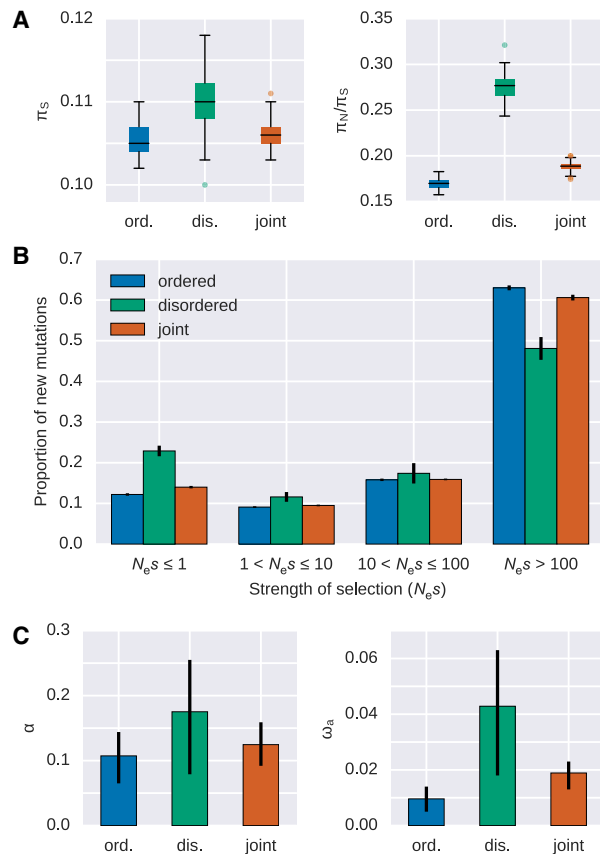 A
0.12
0.11
0.10
πS
ord. dis. joint
0.35
0.30
0.25
0.20
0.15
πN/πS
ord. dis. joint
B
0.7
0.6
0.5
0.4
0.3
0.2
0.1
0.0
Proportion of new mutations
ordered
disordered
joint
Nes ≤ 1 1 < Nes ≤ 10 10 < Nes ≤ 100 Nes > 100
Strength of selection (Nes)
C
0.3
0.2
0.1
0.0
α
ord. dis. joint
0.06
0.04
0.02
0.00
ωa
ord. dis. joint